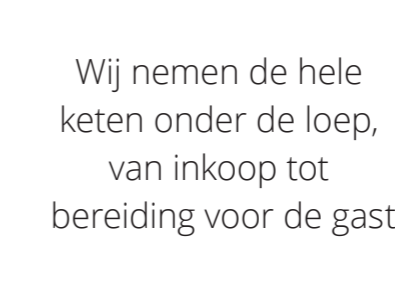 Wij nemen de hele
keten onder de loep,
van inkoop tot
bereiding voor de gast